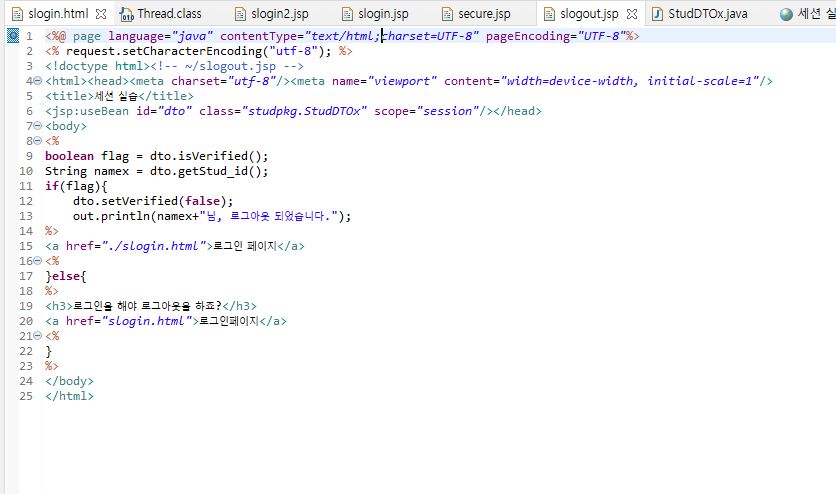 slogin.html Thread.class slogin2.jsp slogin.jsp secure.jsp slogout.jsp StudDTOx.java 세션 실
1 <%@ page language="java" contentType="text/html;charset=UTF-8" pageEncoding="UTF-8"%>
2 <% request.setCharacterEncoding("utf-8"); %>
3 <!doctype html><!-- ~/slogout.jsp -->
4 <html><head><meta charset="utf-8"/><meta name="viewport" content="width=device-width, initial-scale=1"/>
5 <title>세션 실습</title>
6 <jsp:useBean id="dto" class="studpkg.StudDTOx" scope="session"/></head>
7 <body>
8 <%
9 boolean flag = dto.isVerified();
10 String namex = dto.getStud_id();
11 if(flag){
12     dto.setVerified(false);
13     out.println(namex+"님, 로그아웃 되었습니다.");
14 %>
15 <a href="./slogin.html">로그인 페이지</a>
16 <%
17 }else{
18 %>
19 <h3>로그인을 해야 로그아웃을 하죠?</h3>
20 <a href="slogin.html">로그인페이지</a>
21 <%
22 }
23 %>
24 </body>
25 </html>